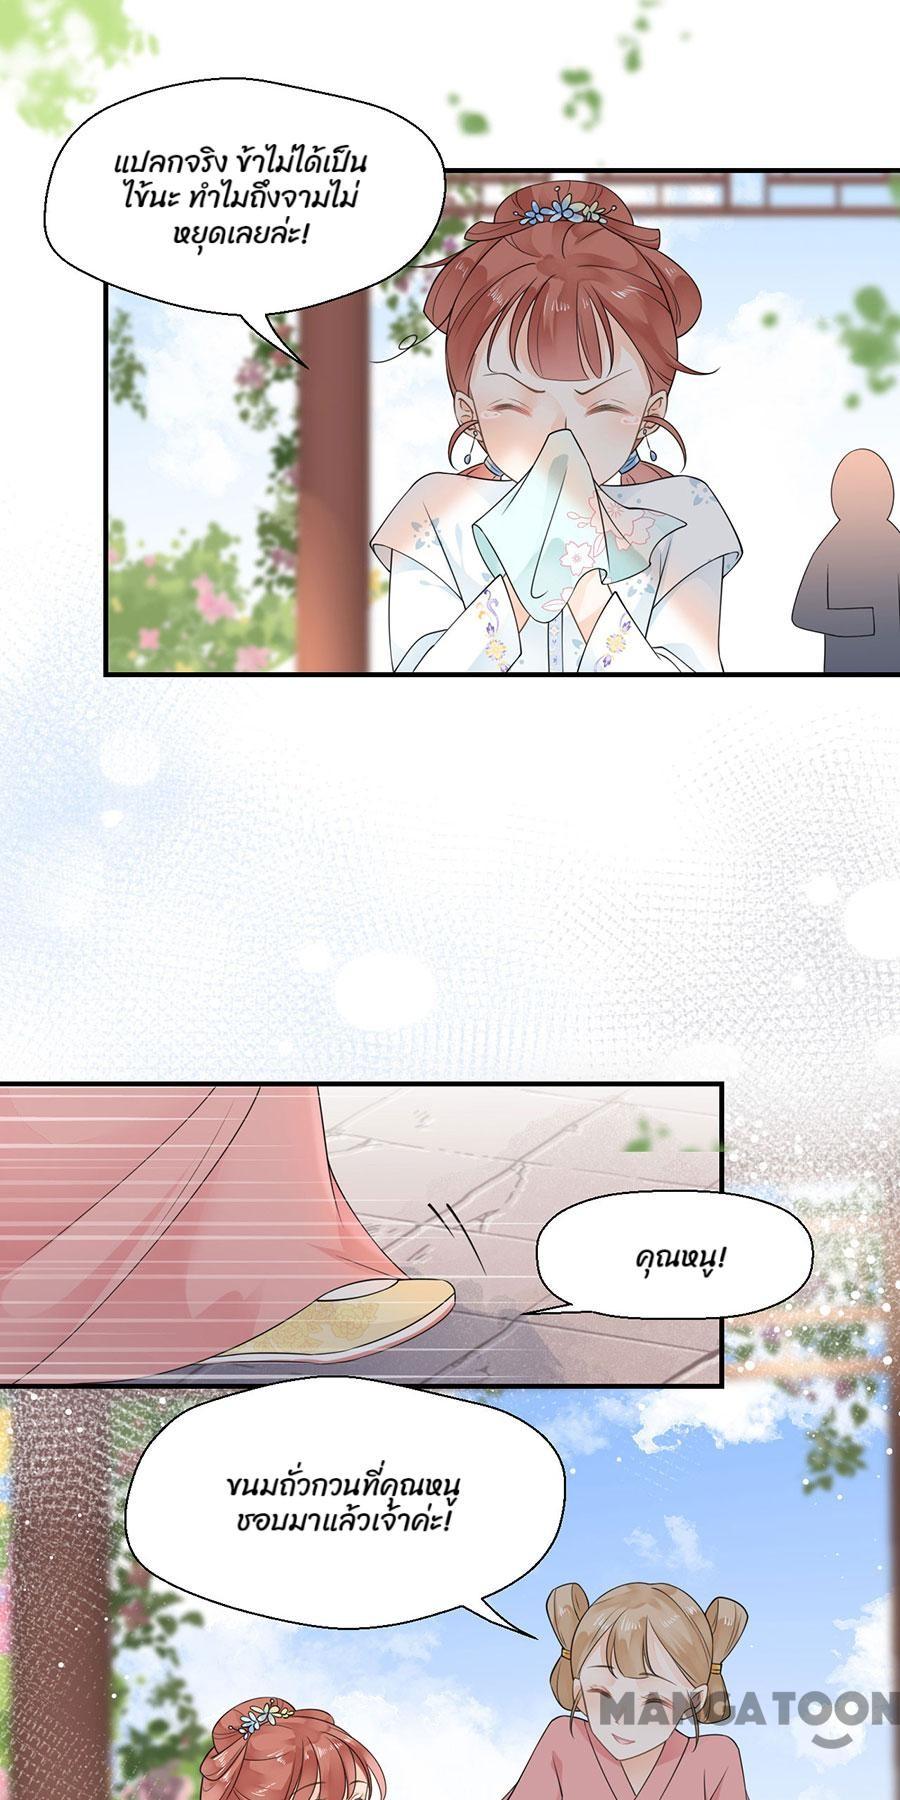 แปลกจริง ข้าไม่ได้เป็น
ไข้นะ ทำไมถึงจามไม่
หยุดเลยล่ะ!
คุณหนู!
ขนมถั่วกวนที่คุณหนู
ชอบมาแล้วเจ้าค่ะ!
MANGATOON